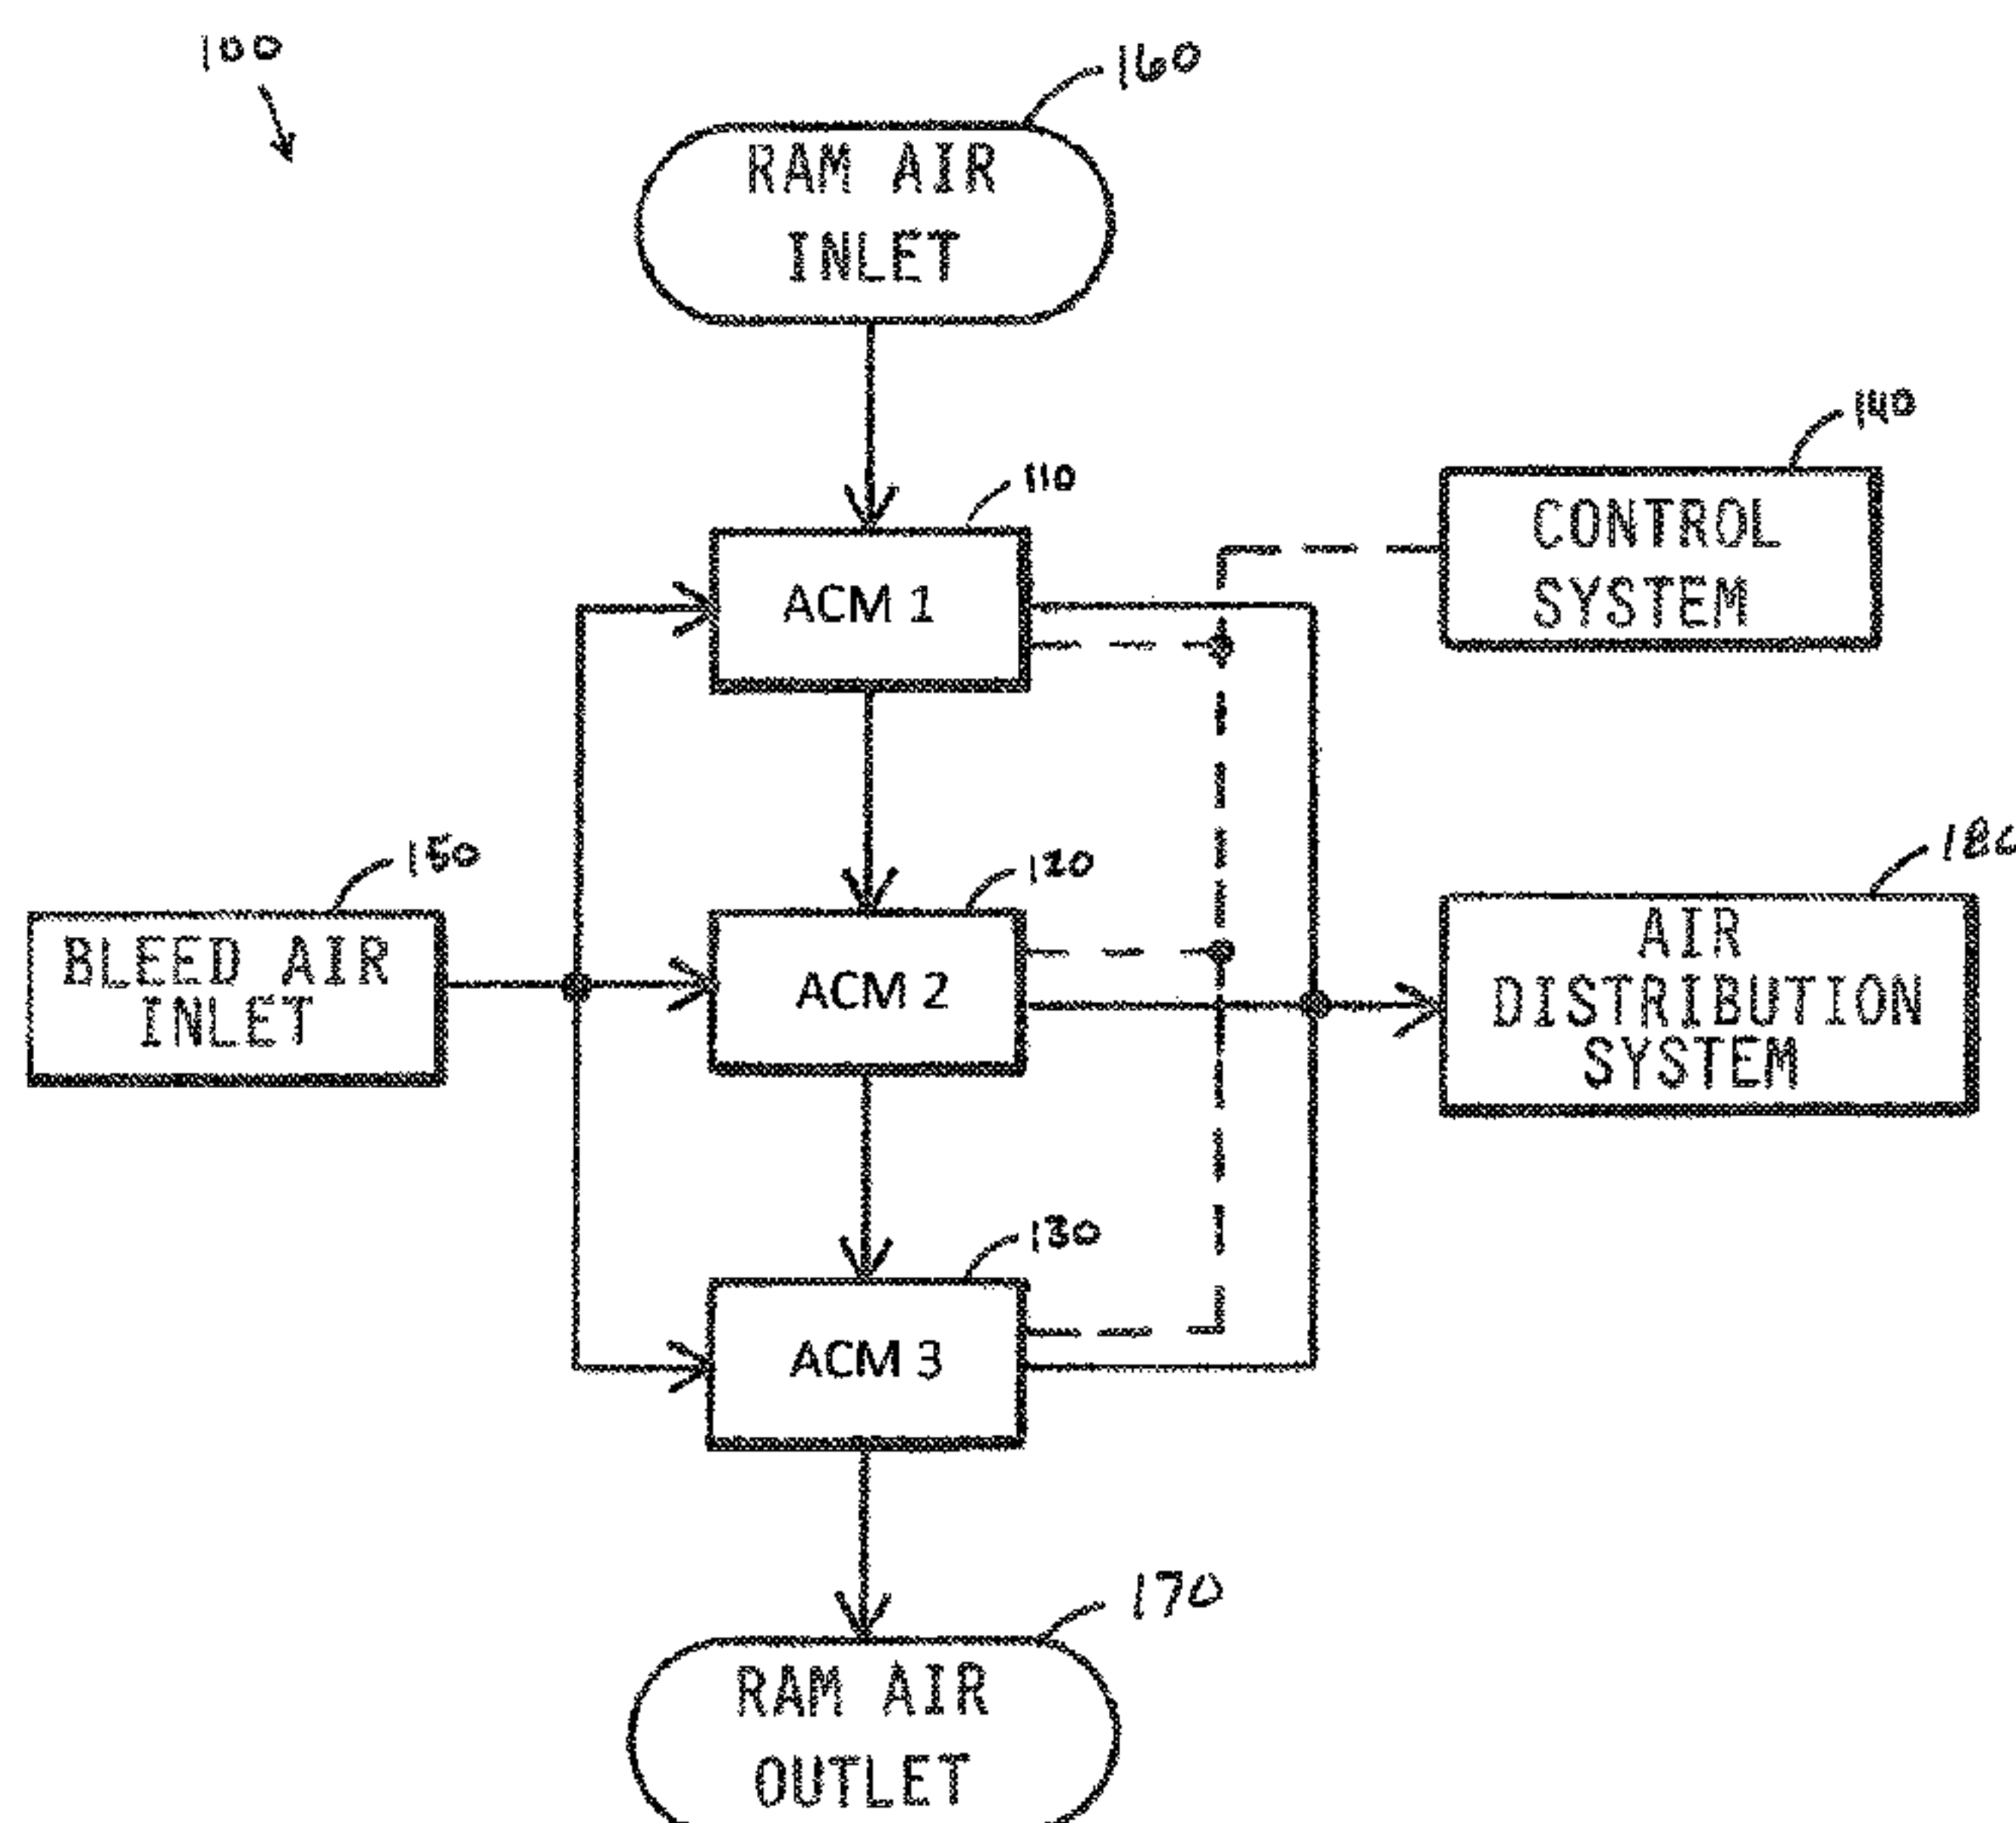 100
160
RAM AIR
INLET
140
110
CONTROL
SYSTEM
ACM 1
150
120
BLEED AIR
INLET
ACM 2
AIR
DISTRIBUTION
SYSTEM
130
ACM 3
170
RAM AIR
OUTLET